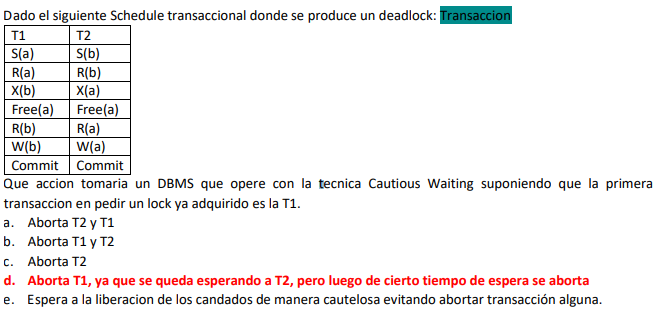 Dado el siguiente Schedule transaccional donde se produce un deadlock: Transaccion
T1 T2
S(a) S(b)
R(a) R(b)
X(b) X(a)
Free(a) Free(a)
R(b) R(a)
W(b) W(a)
Commit Commit
Que accion tomaria un DBMS que opere con la tecnica Cautious Waiting suponiendo que la primera
transaccion en pedir un lock ya adquirido es la T1.
a. Aborta T2 y T1
b. Aborta T1 y T2
c. Aborta T2
d. Aborta T1, ya que se queda esperando a T2, pero luego de cierto tiempo de espera se aborta
e. Espera a la liberacion de los candados de manera cautelosa evitando abortar transacción alguna.